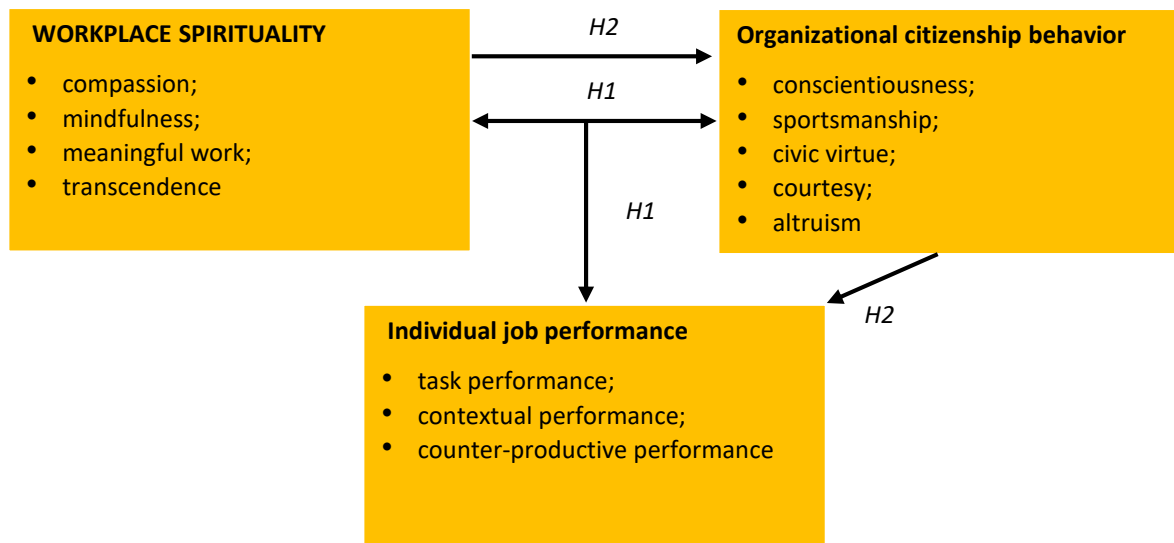 WORKPLACE SPIRITUALITY
• compassion;
• mindfulness;
• meaningful work;
• transcendence
H2
H1
H1
Organizational citizenship behavior
• conscientiousness;
• sportsmanship;
• civic virtue;
• courtesy;
• altruism
H2
Individual job performance
• task performance;
• contextual performance;
• counter-productive performance